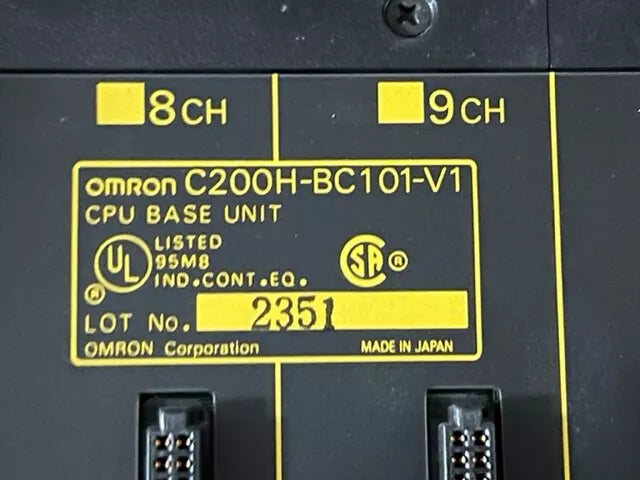 8CH
9CH
OMRON C200H-BC101-V1
CPU BASE UNIT
UL
LISTED
95M8
IND.CONT.EQ.
SA ®
®
LOT No. 2351
OMRON Corporation
MADE IN JAPAN